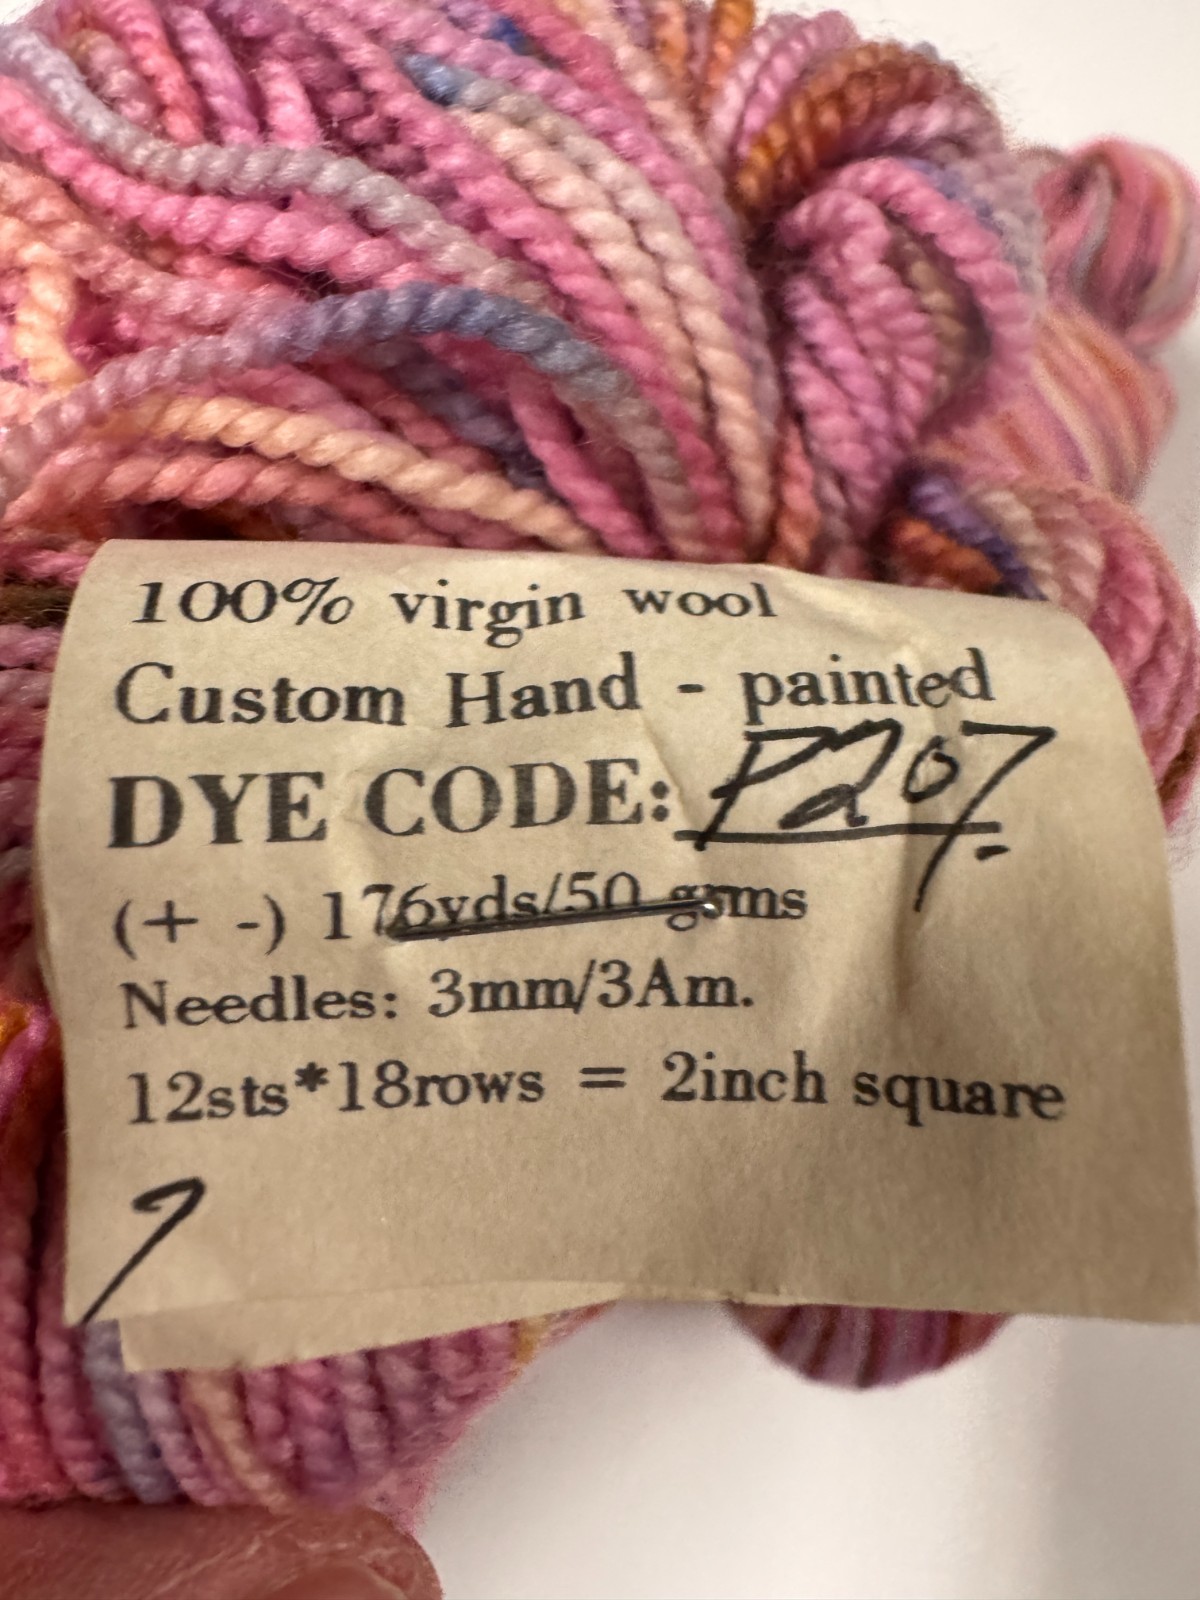 100% virgin wool
Custom Hand - painted
DYE CODE: P207.
(+ -) 176yds/50 grms
Needles: 3mm/3Am.
12sts*18rows = 2inch square
7